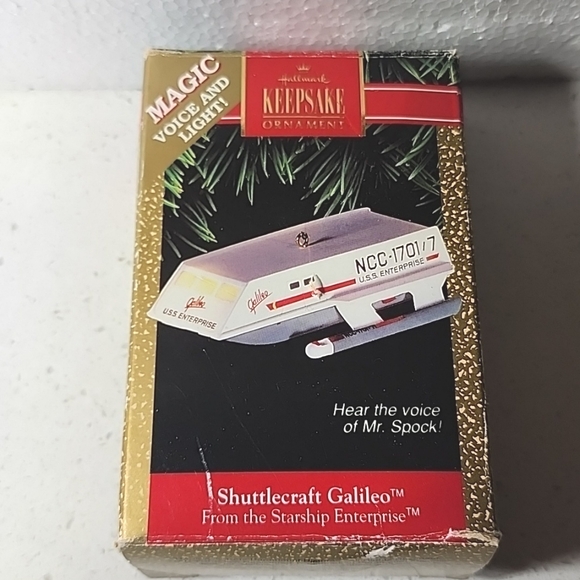 MAGIC
VOICE AND
LIGHT!
Hallmark
KEEPSAKE
ORNAMENT
NCC-1701/7
U.S.S. ENTERPRISE
Galileo
Galileo
U.S.S. ENTERPRISE
Hear the voice
of Mr. Spock!
Shuttlecraft Galileo™
From the Starship Enterprise™